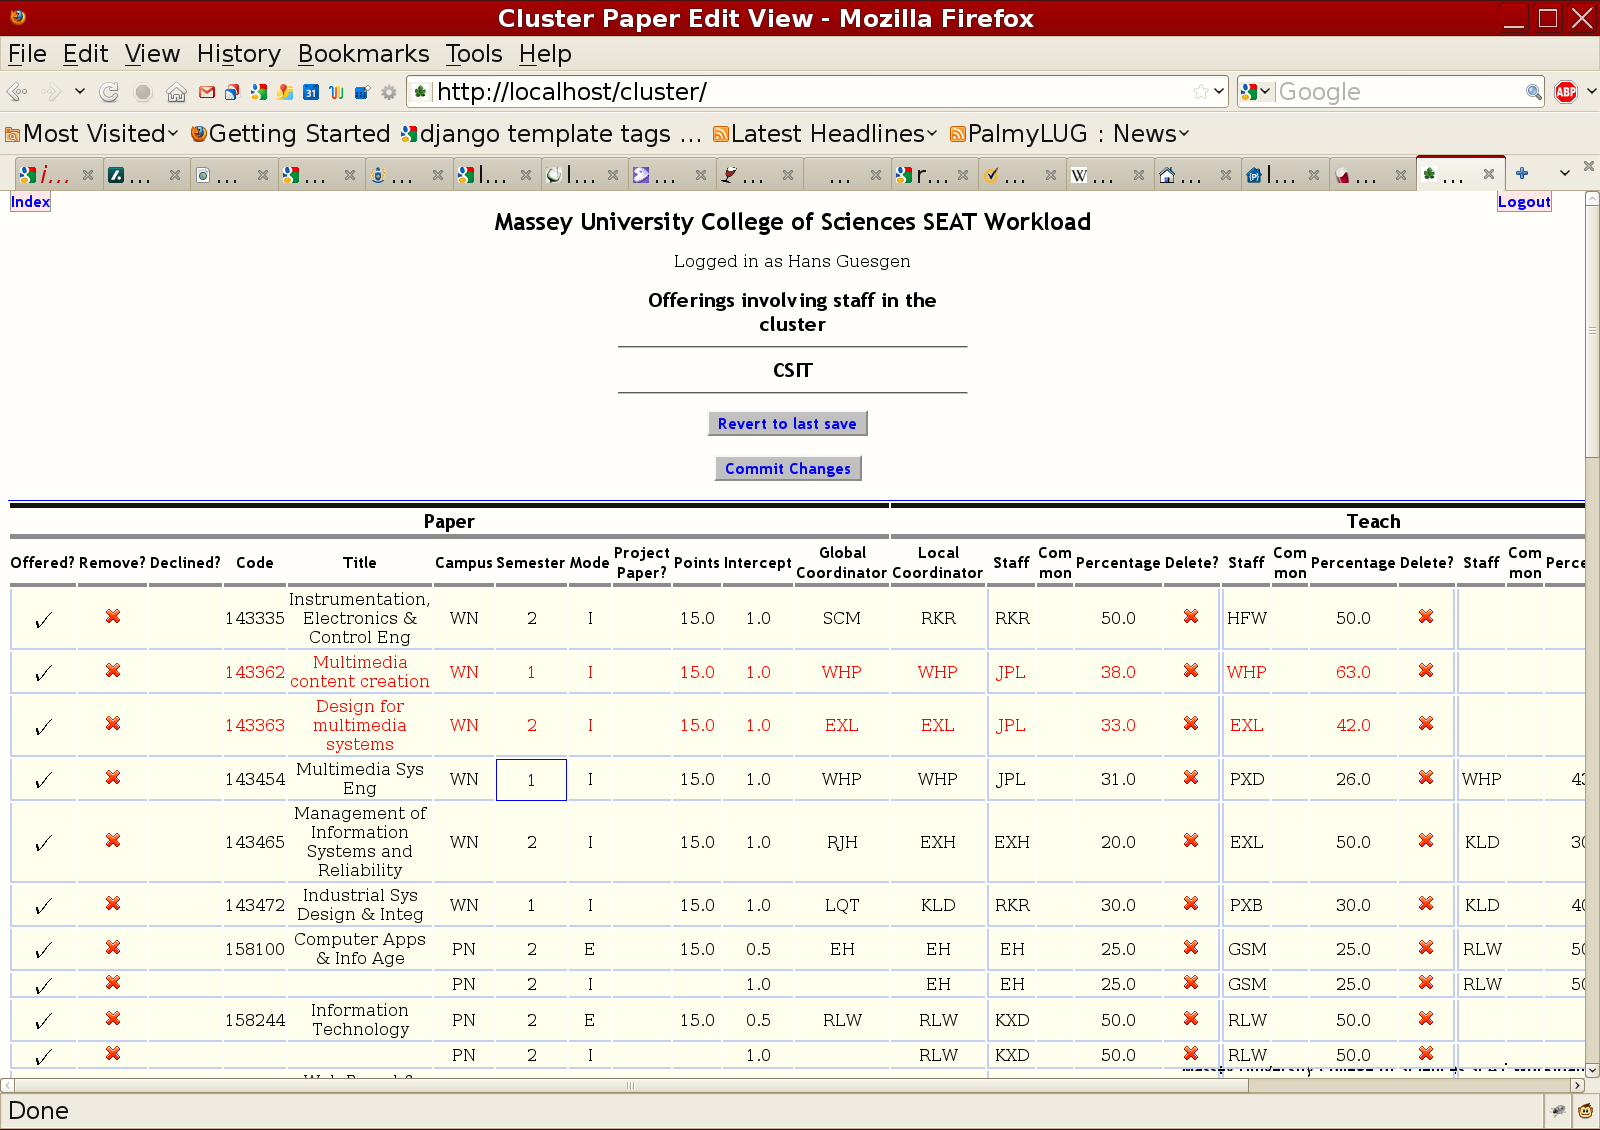 Cluster Paper Edit View - Mozilla Firefox
File Edit View History Bookmarks Tools Help
31 http://localhost/cluster/ Google ABP
Most Visited Getting Started django template tags ... Latest Headlines PalmyLUG : News
i... ... ... ... ... l... l... ... ... ... r... ... W ... ... l... ... ...
Index Logout
Massey University College of Sciences SEAT Workload
Logged in as Hans Guesgen
Offerings involving staff in the
cluster
CSIT
Revert to last save
Commit Changes
Paper Teach
Offered? Remove? Declined? Code Title Campus Semester Mode Project Paper? Points Intercept Global Coordinator Local Coordinator Staff Com mon Percentage Delete? Staff Com mon Percentage Delete? Staff Com mon Perce
143335 Instrumentation, Electronics & Control Eng WN 2 I 15.0 1.0 SCM RKR RKR 50.0 HFW 50.0
143362 Multimedia content creation WN 1 I 15.0 1.0 WHP WHP JPL 38.0 WHP 63.0
143363 Design for multimedia systems WN 2 I 15.0 1.0 EXL EXL JPL 33.0 EXL 42.0
143454 Multimedia Sys Eng WN 1 I 15.0 1.0 WHP WHP JPL 31.0 PXD 26.0 WHP
143465 Management of Information Systems and Reliability WN 2 I 15.0 1.0 RJH EXH EXH 20.0 EXL 50.0 KLD
143472 Industrial Sys Design & Integ WN 1 I 15.0 1.0 LQT KLD RKR 30.0 PXB 30.0 KLD
158100 Computer Apps & Info Age PN 2 E 15.0 0.5 EH EH EH 25.0 GSM 25.0 RLW
PN 2 I 1.0 EH EH 25.0 GSM 25.0 RLW
158244 Information Technology PN 2 E 15.0 0.5 RLW RLW KXD 50.0 RLW 50.0
PN 2 I 1.0 RLW KXD 50.0 RLW 50.0
Done